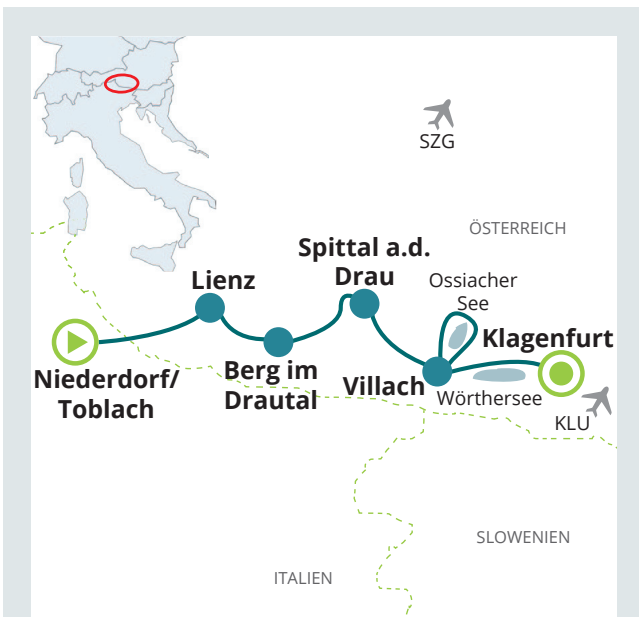 SZG
ÖSTERREICH
Spittal a.d.
Drau
Ossiacher
See
Lienz
Klagenfurt
Niederdorf/
Toblach
Berg im
Drautal
Villach
Wörthersee
KLU
SLOWENIEN
ITALIEN